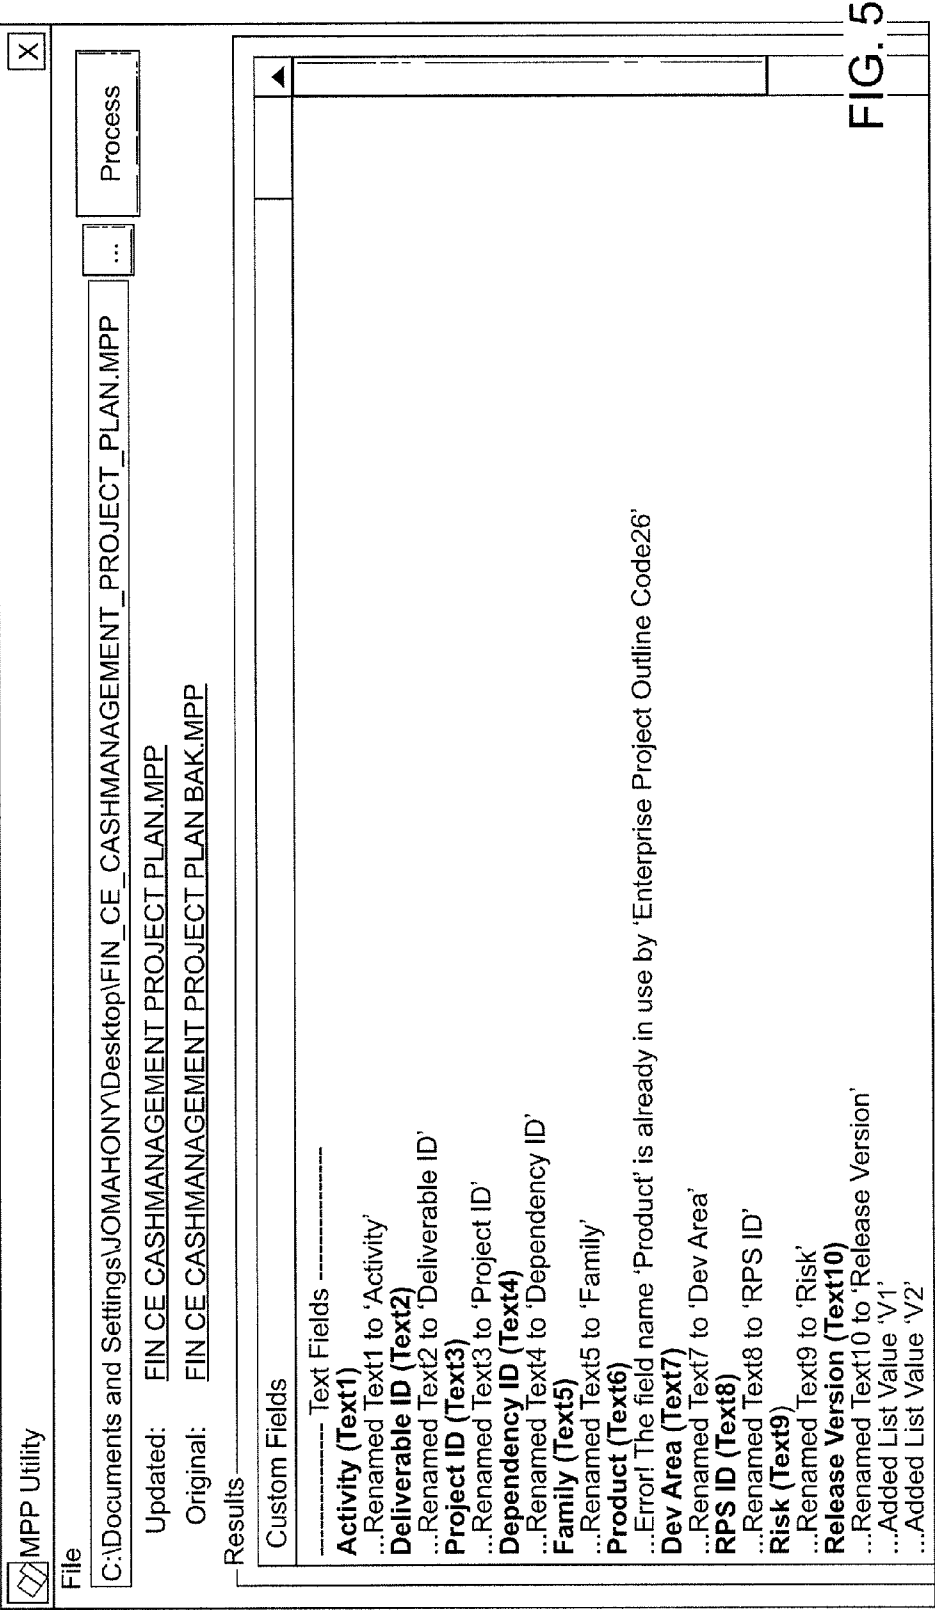 MPP Utility X
File
C:\Documents and Settings\JOMAHONY\Desktop\FIN_CE_CASHMANAGEMENT_PROJECT_PLAN.MPP ... Process
Updated: FIN CE CASHMANAGEMENT PROJECT PLAN.MPP
Original: FIN CE CASHMANAGEMENT PROJECT PLAN BAK.MPP
Results
Custom Fields
------------- Text Fields -------------
Activity (Text1)
...Renamed Text1 to ‘Activity’
Deliverable ID (Text2)
...Renamed Text2 to ‘Deliverable ID’
Project ID (Text3)
...Renamed Text3 to ‘Project ID’
Dependency ID (Text4)
...Renamed Text4 to ‘Dependency ID’
Family (Text5)
...Renamed Text5 to ‘Family’
Product (Text6)
...Error! The field name ‘Product’ is already in use by ‘Enterprise Project Outline Code26’
Dev Area (Text7)
...Renamed Text7 to ‘Dev Area’
RPS ID (Text8)
...Renamed Text8 to ‘RPS ID’
Risk (Text9)
...Renamed Text9 to ‘Risk’
Release Version (Text10)
...Renamed Text10 to ‘Release Version’
...Added List Value ‘V1’
...Added List Value ‘V2’
FIG. 5